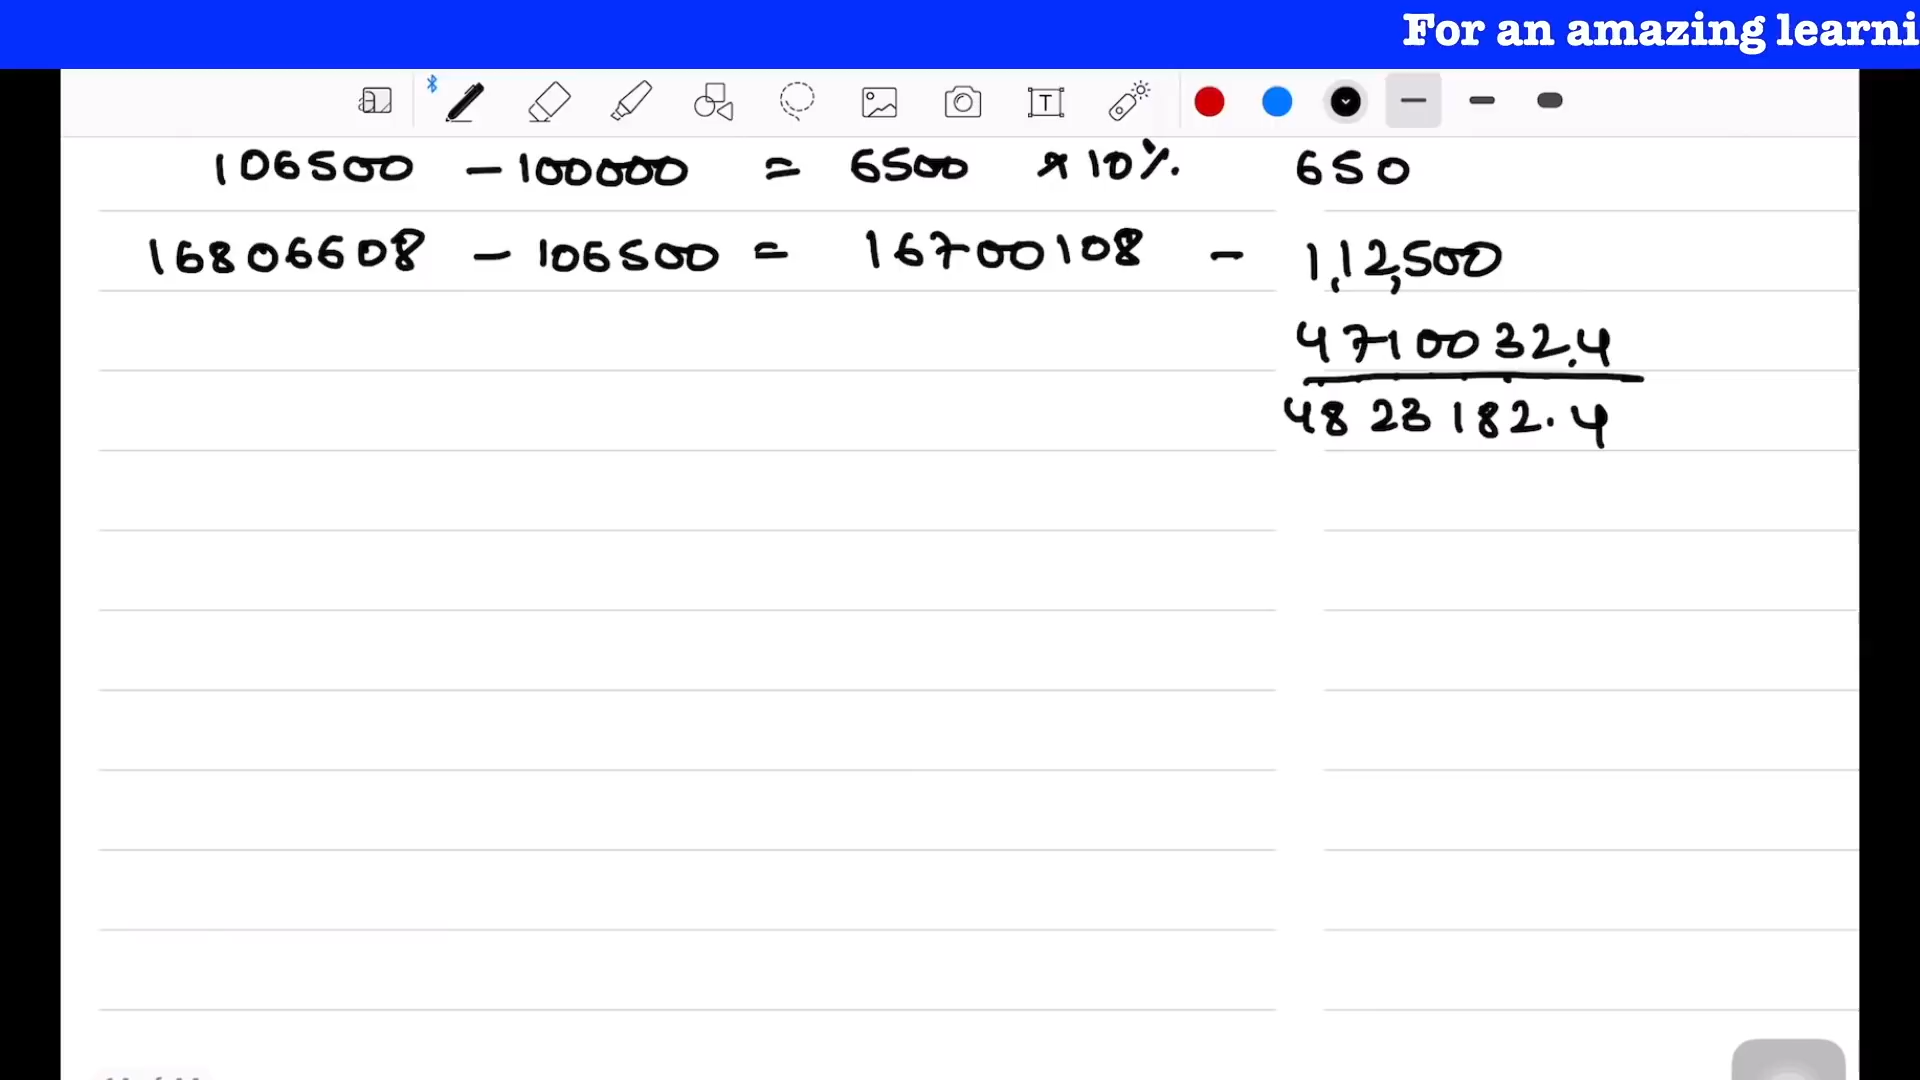 For an amazing learni
106500 - 100000 = 6500 × 10% 650
16806608 - 106500 = 16700108 - 1,12,500
4710032.4
4823182.4